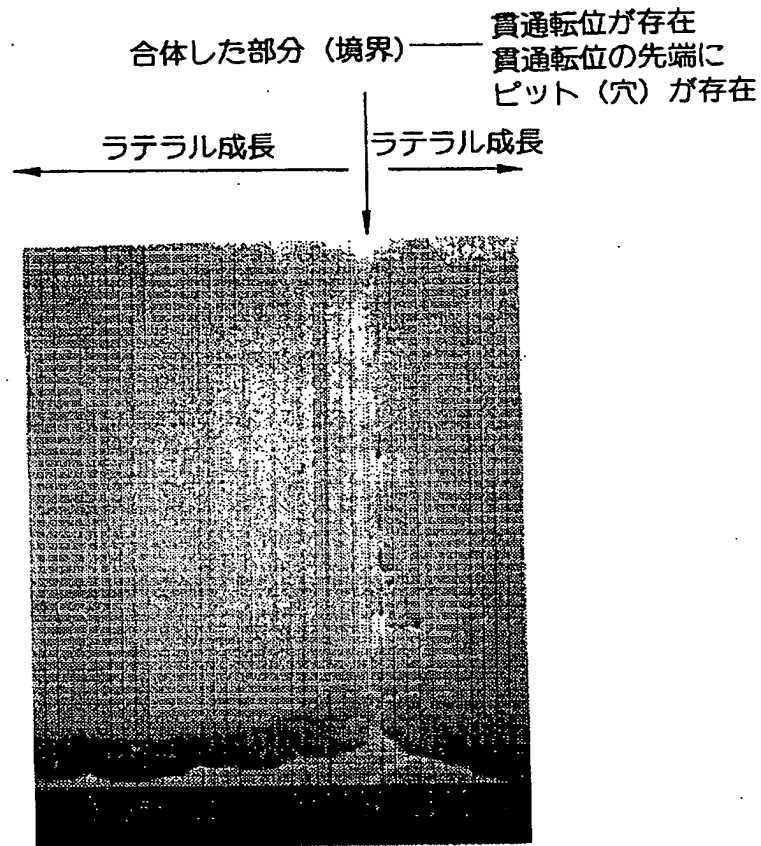 貫通転位が存在
合体した部分（境界）
貫通転位の先端に
ピット（穴）が存在
ラテラル成長
ラテラル成長